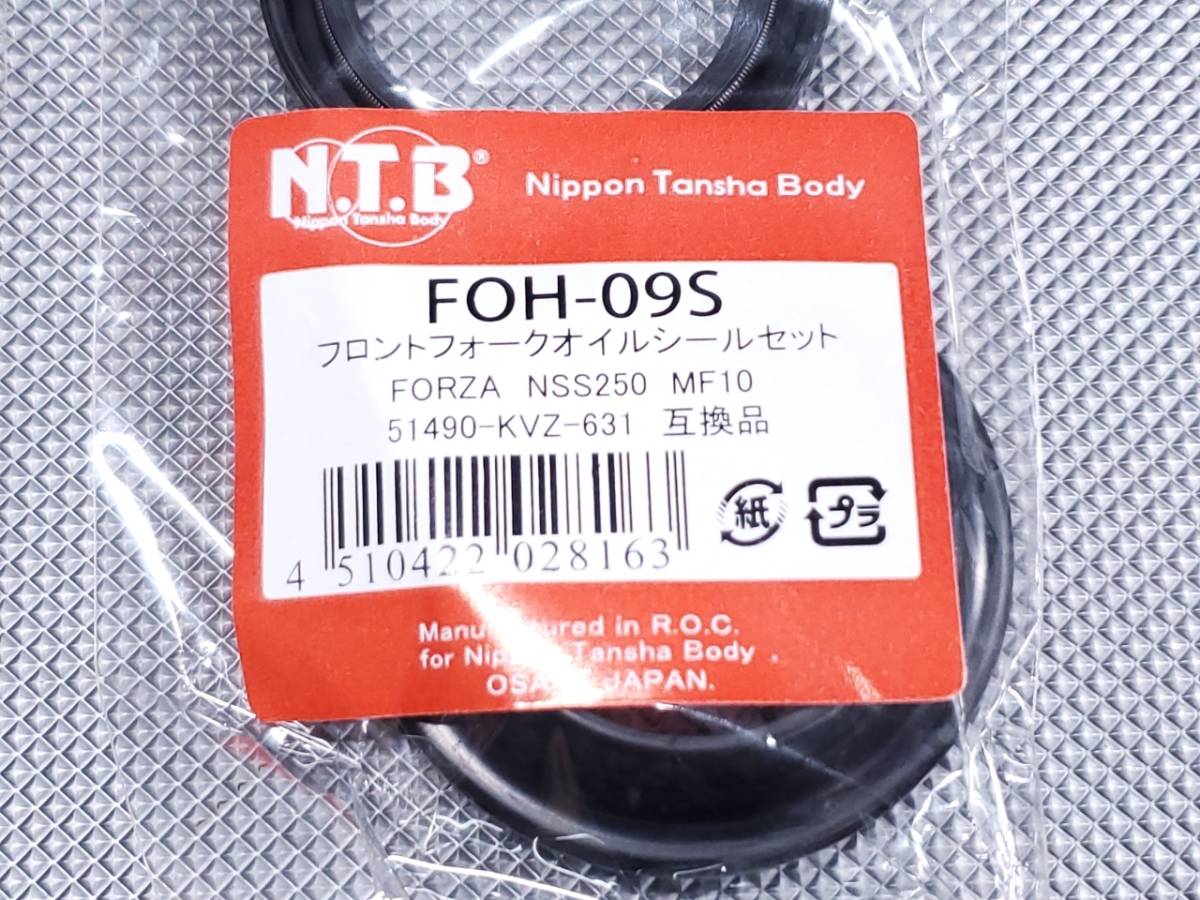 N.T.B®
Nippon Tansha Body
Nippon Tansha Body
FOH-09S
フロントフォークオイルシールセット
FORZA NSS250 MF10
51490-KVZ-631 互換品
4 510422 028163
紙
プラ
in R.O.C.
for Tansha Body .
JAPAN.